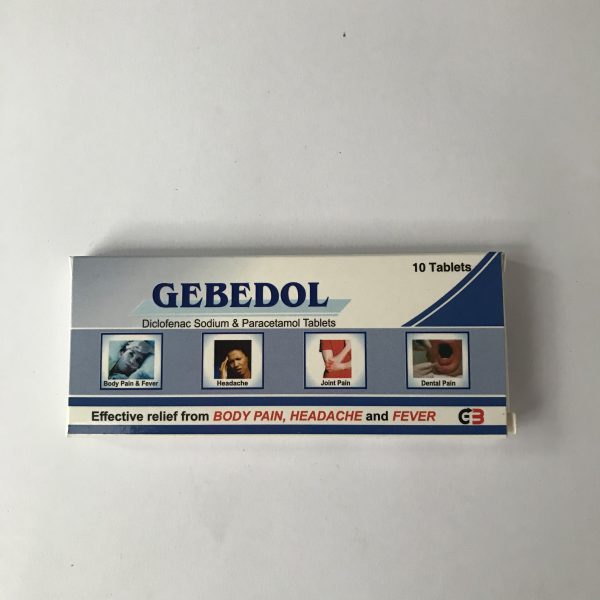 10 Tablets
GEBEDOL
Diclofenac Sodium & Paracetamol Tablets
Body Pain & Fever
Headache
Joint Pain
Dental Pain
Effective relief from BODY PAIN, HEADACHE and FEVER
GB